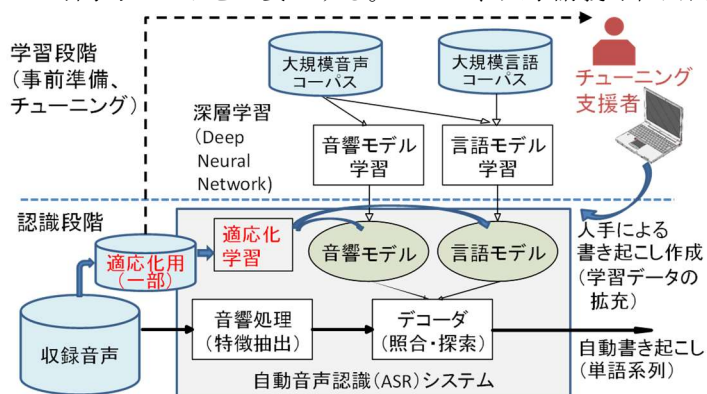 学習段階
(事前準備、
チューニング)
大規模音声
コーパス
大規模言語
コーパス
チューニング
支援者
深層学習
(Deep
Neural
Network)
音響モデル
学習
言語モデル
学習
認識段階
適応化用
(一部)
適応化
学習
音響モデル
言語モデル
人手による
書き起こし作成
(学習データの
拡充)
収録音声
音響処理
(特徴抽出)
デコーダ
(照合・探索)
自動書き起こし
(単語系列)
自動音声認識(ASR)システム